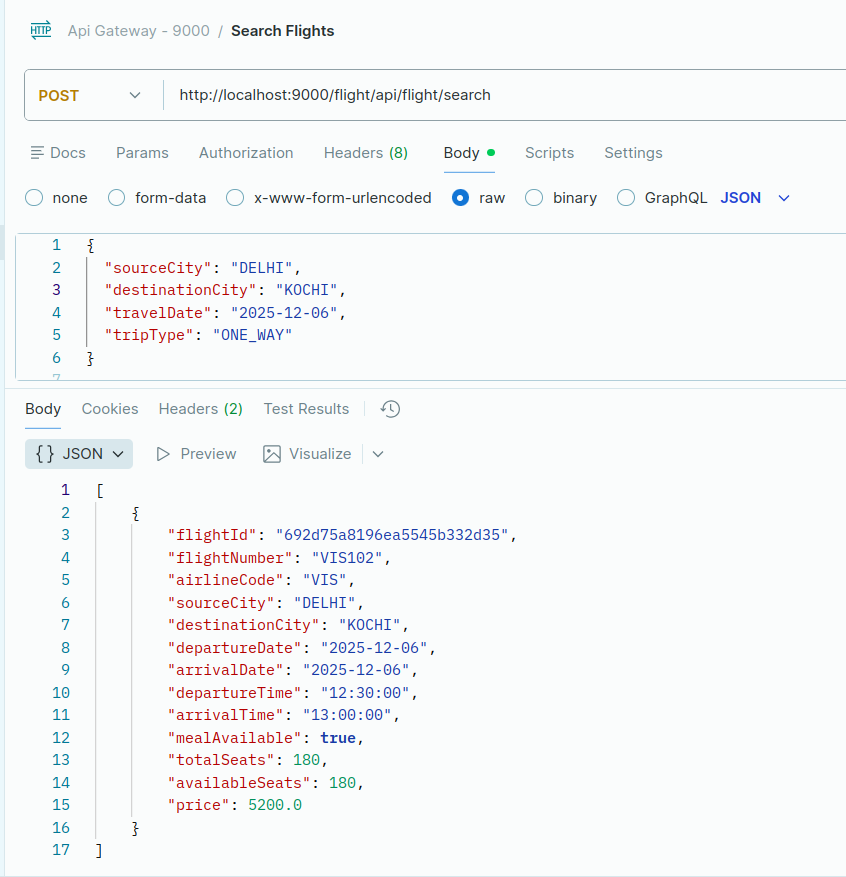 HTTP Api Gateway - 9000 / Search Flights
POST http://localhost:9000/flight/api/flight/search
Docs Params Authorization Headers (8) Body Scripts Settings
none form-data x-www-form-urlencoded raw binary GraphQL JSON
1 {
2 "sourceCity": "DELHI",
3 "destinationCity": "KOCHI",
4 "travelDate": "2025-12-06",
5 "tripType": "ONE_WAY"
6 }
7
Body Cookies Headers (2) Test Results
{} JSON Preview Visualize
1 [
2 {
3 "flightId": "692d75a8196ea5545b332d35",
4 "flightNumber": "VIS102",
5 "airlineCode": "VIS",
6 "sourceCity": "DELHI",
7 "destinationCity": "KOCHI",
8 "departureDate": "2025-12-06",
9 "arrivalDate": "2025-12-06",
10 "departureTime": "12:30:00",
11 "arrivalTime": "13:00:00",
12 "mealAvailable": true,
13 "totalSeats": 180,
14 "availableSeats": 180,
15 "price": 5200.0
16 }
17 ]